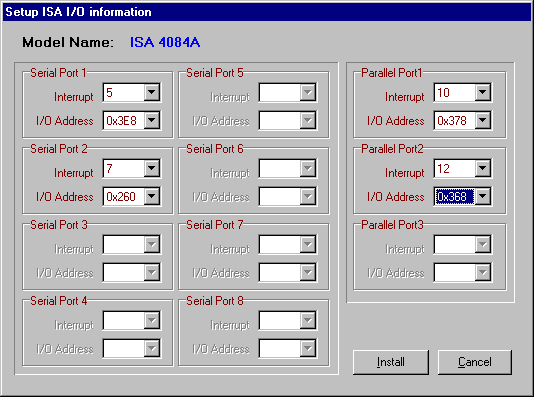 Setup ISA I/O information
Model Name: ISA 4084A
Serial Port 1
Interrupt 5
I/O Address 0x3E8
Serial Port 2
Interrupt 7
I/O Address 0x260
Serial Port 3
Interrupt
I/O Address
Serial Port 4
Interrupt
I/O Address
Serial Port 5
Interrupt
I/O Address
Serial Port 6
Interrupt
I/O Address
Serial Port 7
Interrupt
I/O Address
Serial Port 8
Interrupt
I/O Address
Parallel Port1
Interrupt 10
I/O Address 0x378
Parallel Port2
Interrupt 12
I/O Address 0x368
Parallel Port3
Interrupt
I/O Address
Install Cancel